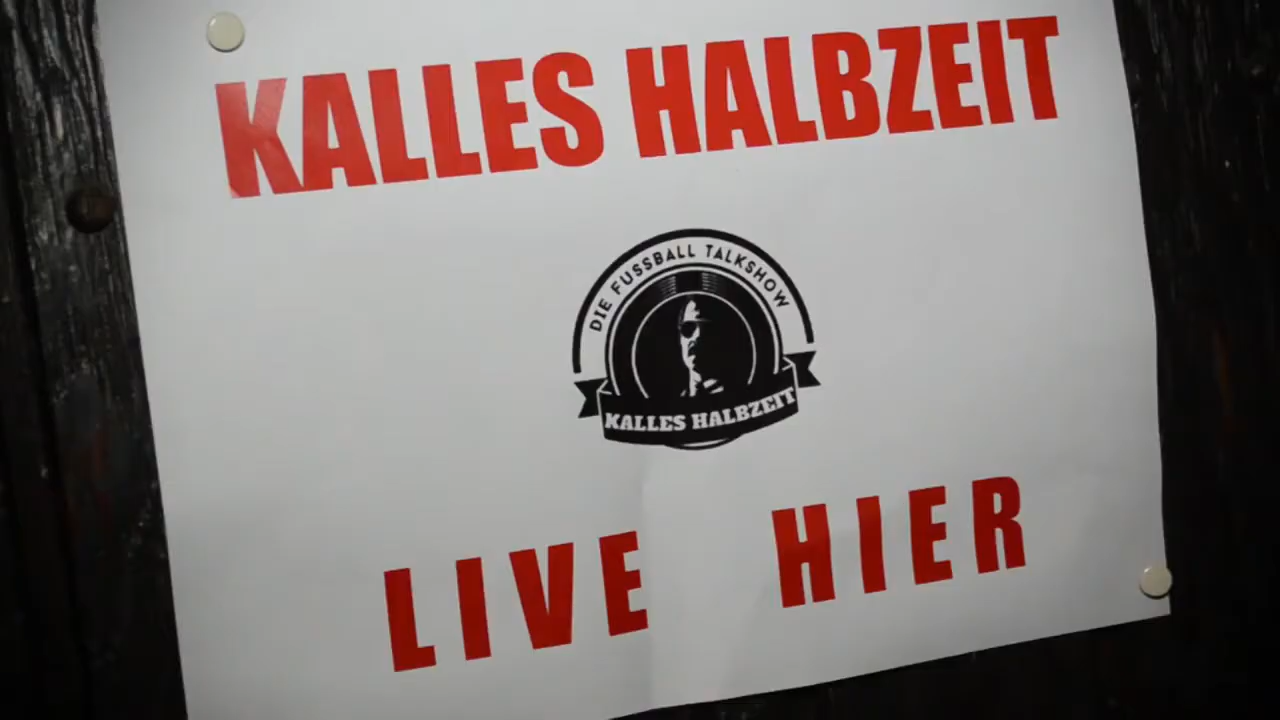 KALLES HALBZEIT
DIE FUSSBALL TALKSHOW
KALLES HALBZEIT
LIVE HIER